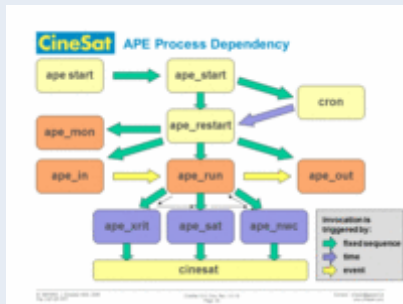 CineSat APE Process Dependency
ape start
ape_start
cron
ape_restart
ape_mon
ape_in
ape_run
ape_out
ape_xrit
ape_sat
ape_nwc
cinesat
Invocation is
triggered by:
fixed sequence
time
event